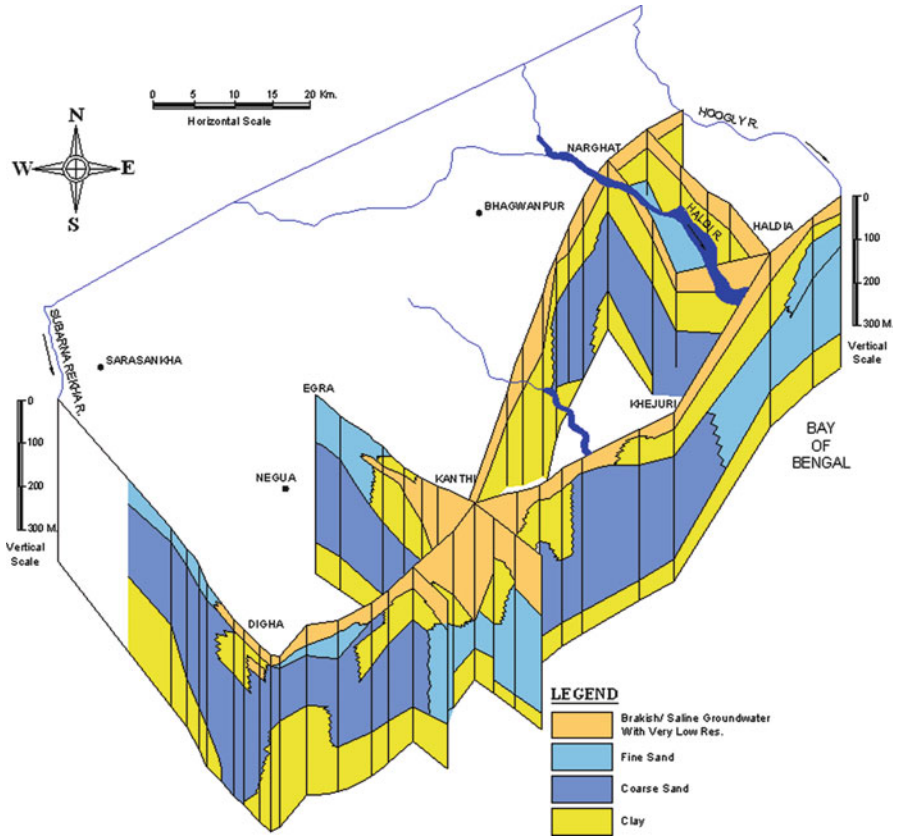 0 5 10 15 20 Km.
Horizontal Scale
N
W E
S
HOOGLY R.
NARGHAT
BHAGWANPUR
HALDI R.
HALDIA
0
100
200
300 M.
Vertical
Scale
SUBARNAREKHA R.
SARASANKHA
EGRA
KHEJURI
BAY
OF
BENGAL
0
100
200
300 M.
Vertical
Scale
NEGUA
KANTHI
DIGHA
LEGEND
Brakish/ Saline Groundwater
With Very Low Res.
Fine Sand
Coarse Sand
Clay